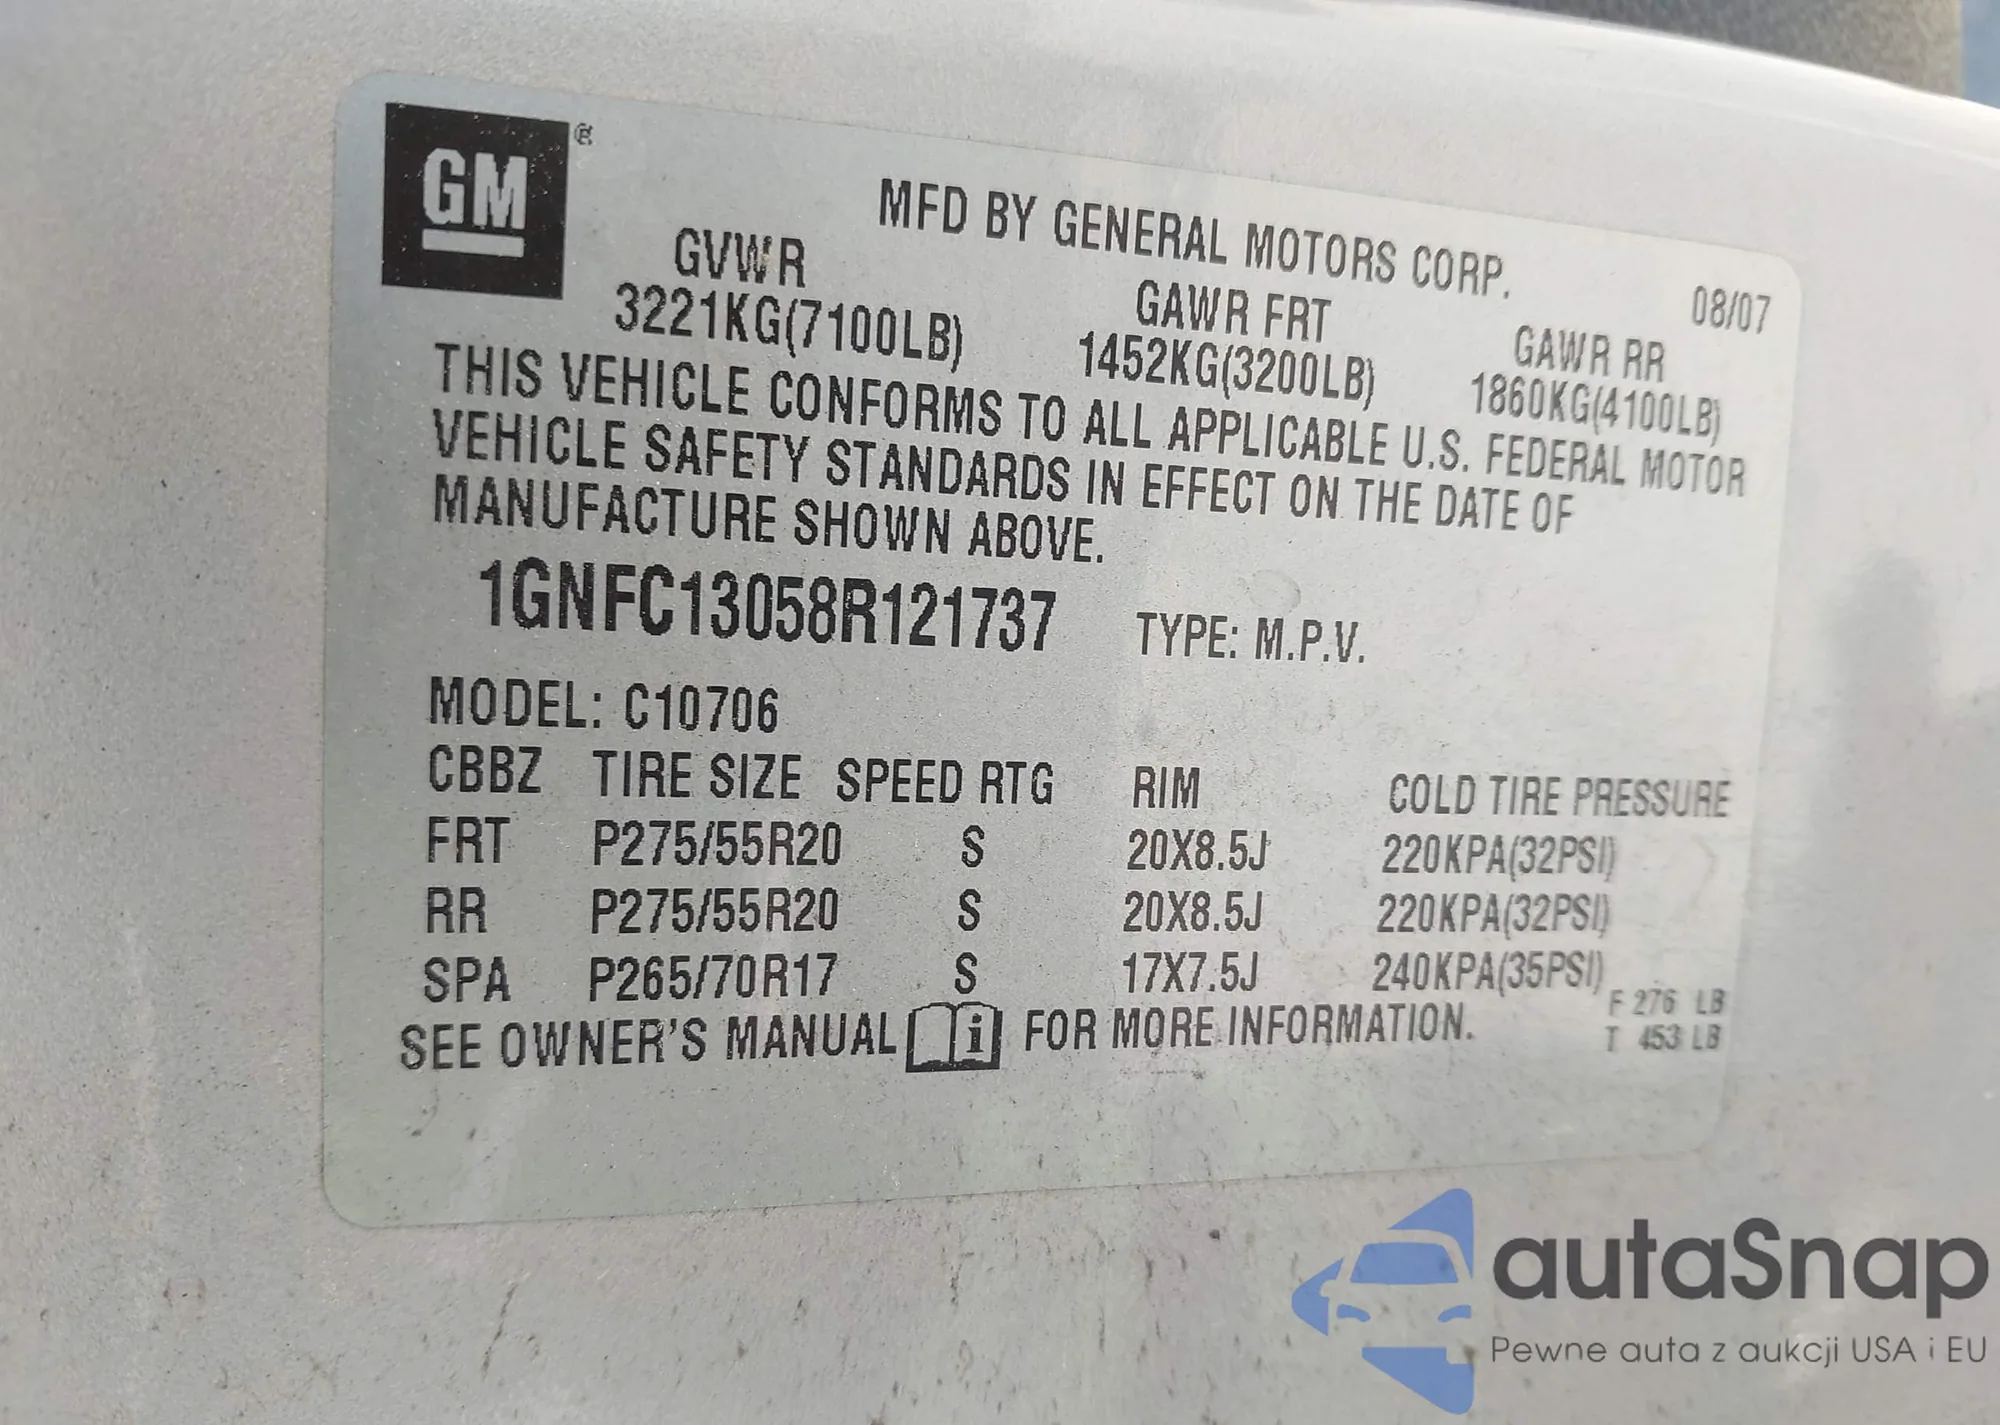 GM®
MFD BY GENERAL MOTORS CORP.
08/07
GVWR GAWR FRT GAWR RR
3221KG(7100LB) 1452KG(3200LB) 1860KG(4100LB)
THIS VEHICLE CONFORMS TO ALL APPLICABLE U.S. FEDERAL MOTOR
VEHICLE SAFETY STANDARDS IN EFFECT ON THE DATE OF
MANUFACTURE SHOWN ABOVE.
1GNFC13058R121737 TYPE: M.P.V.
MODEL: C10706
CBBZ TIRE SIZE SPEED RTG RIM COLD TIRE PRESSURE
FRT P275/55R20 S 20X8.5J 220KPA(32PSI)
RR P275/55R20 S 20X8.5J 220KPA(32PSI)
SPA P265/70R17 S 17X7.5J 240KPA(35PSI)
SEE OWNER'S MANUAL i FOR MORE INFORMATION.
F 276 LB
T 453 LB
autaSnap
Pewne auta z aukcji USA i EU